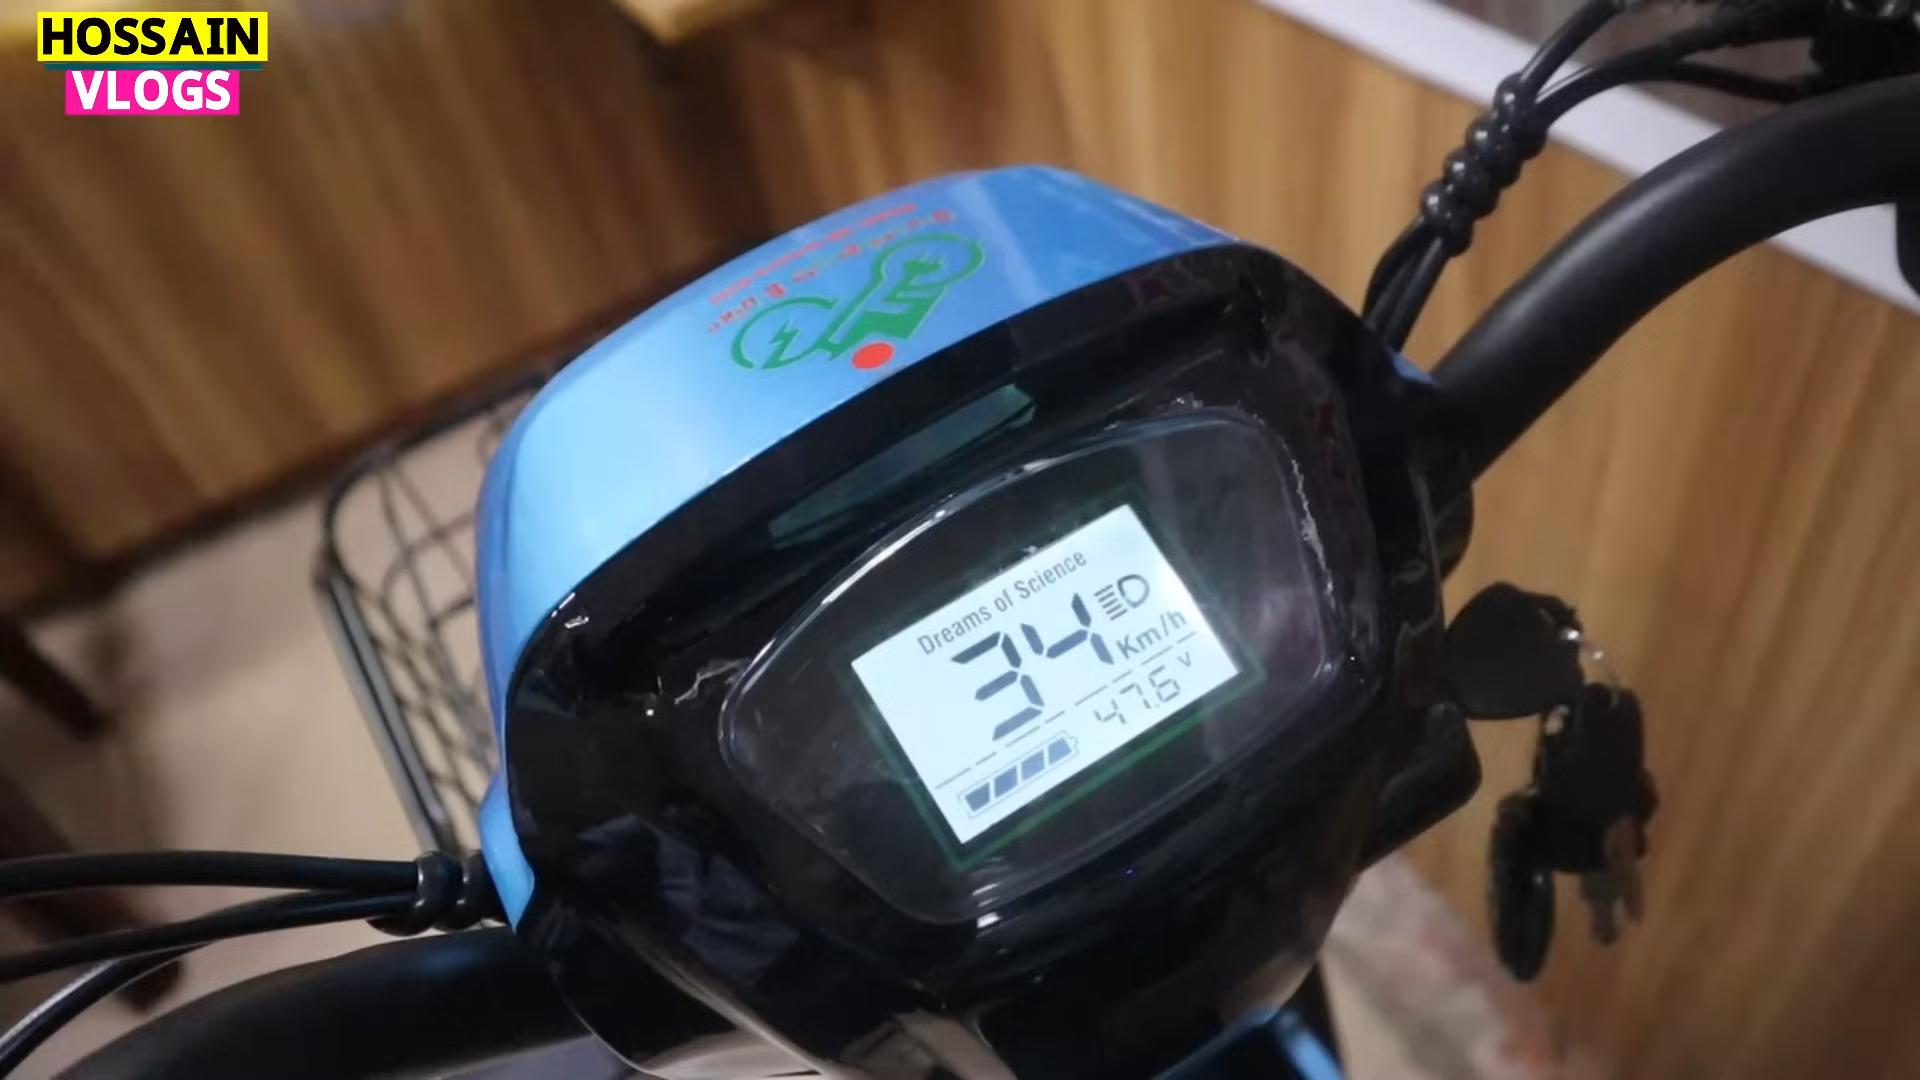 HOSSAIN
VLOGS
Dreams of Science
34
Km/h
47.6 v